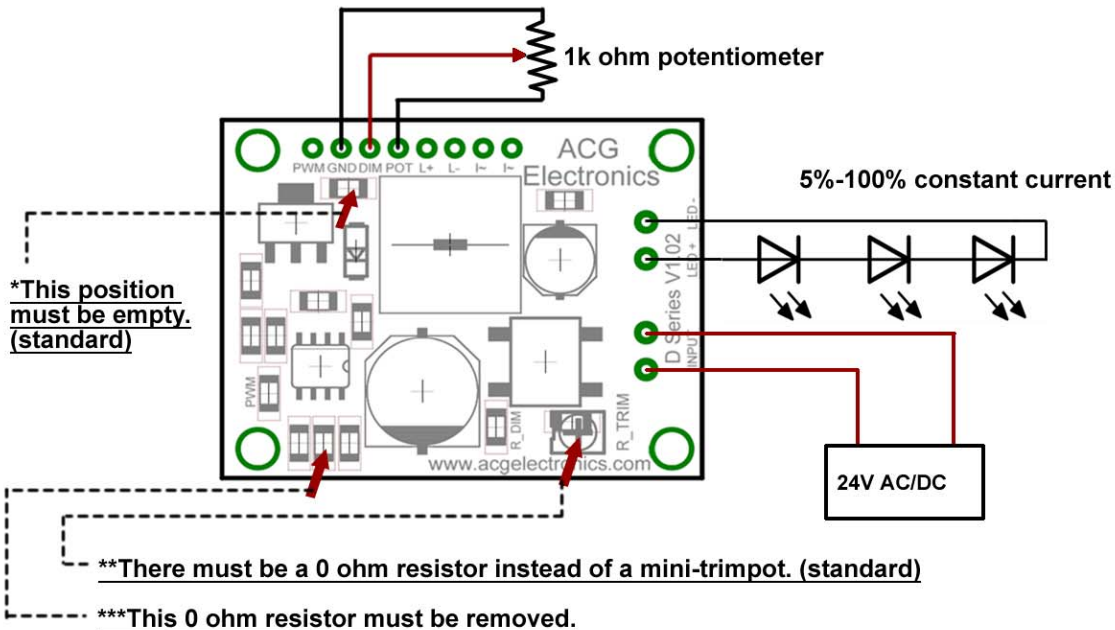 1k ohm potentiometer
PWM GND DIM POT L+ L- I~ I~
ACG
Electronics
5%-100% constant current
LED -
LED +
D Series V1.02
INPUT
*This position
must be empty.
(standard)
PWM
R_DIM
R_TRIM
www.acgelectronics.com
24V AC/DC
**There must be a 0 ohm resistor instead of a mini-trimpot. (standard)
***This 0 ohm resistor must be removed.